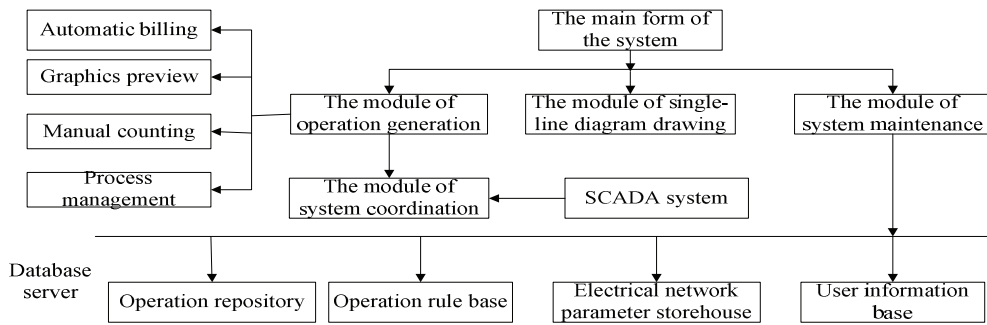 Automatic billing
The main form of
the system
Graphics preview
The module of
operation generation
The module of single-
line diagram drawing
The module of
system maintenance
Manual counting
Process
management
The module of
system coordination
SCADA system
Database
server
Operation repository
Operation rule base
Electrical network
parameter storehouse
User information
base